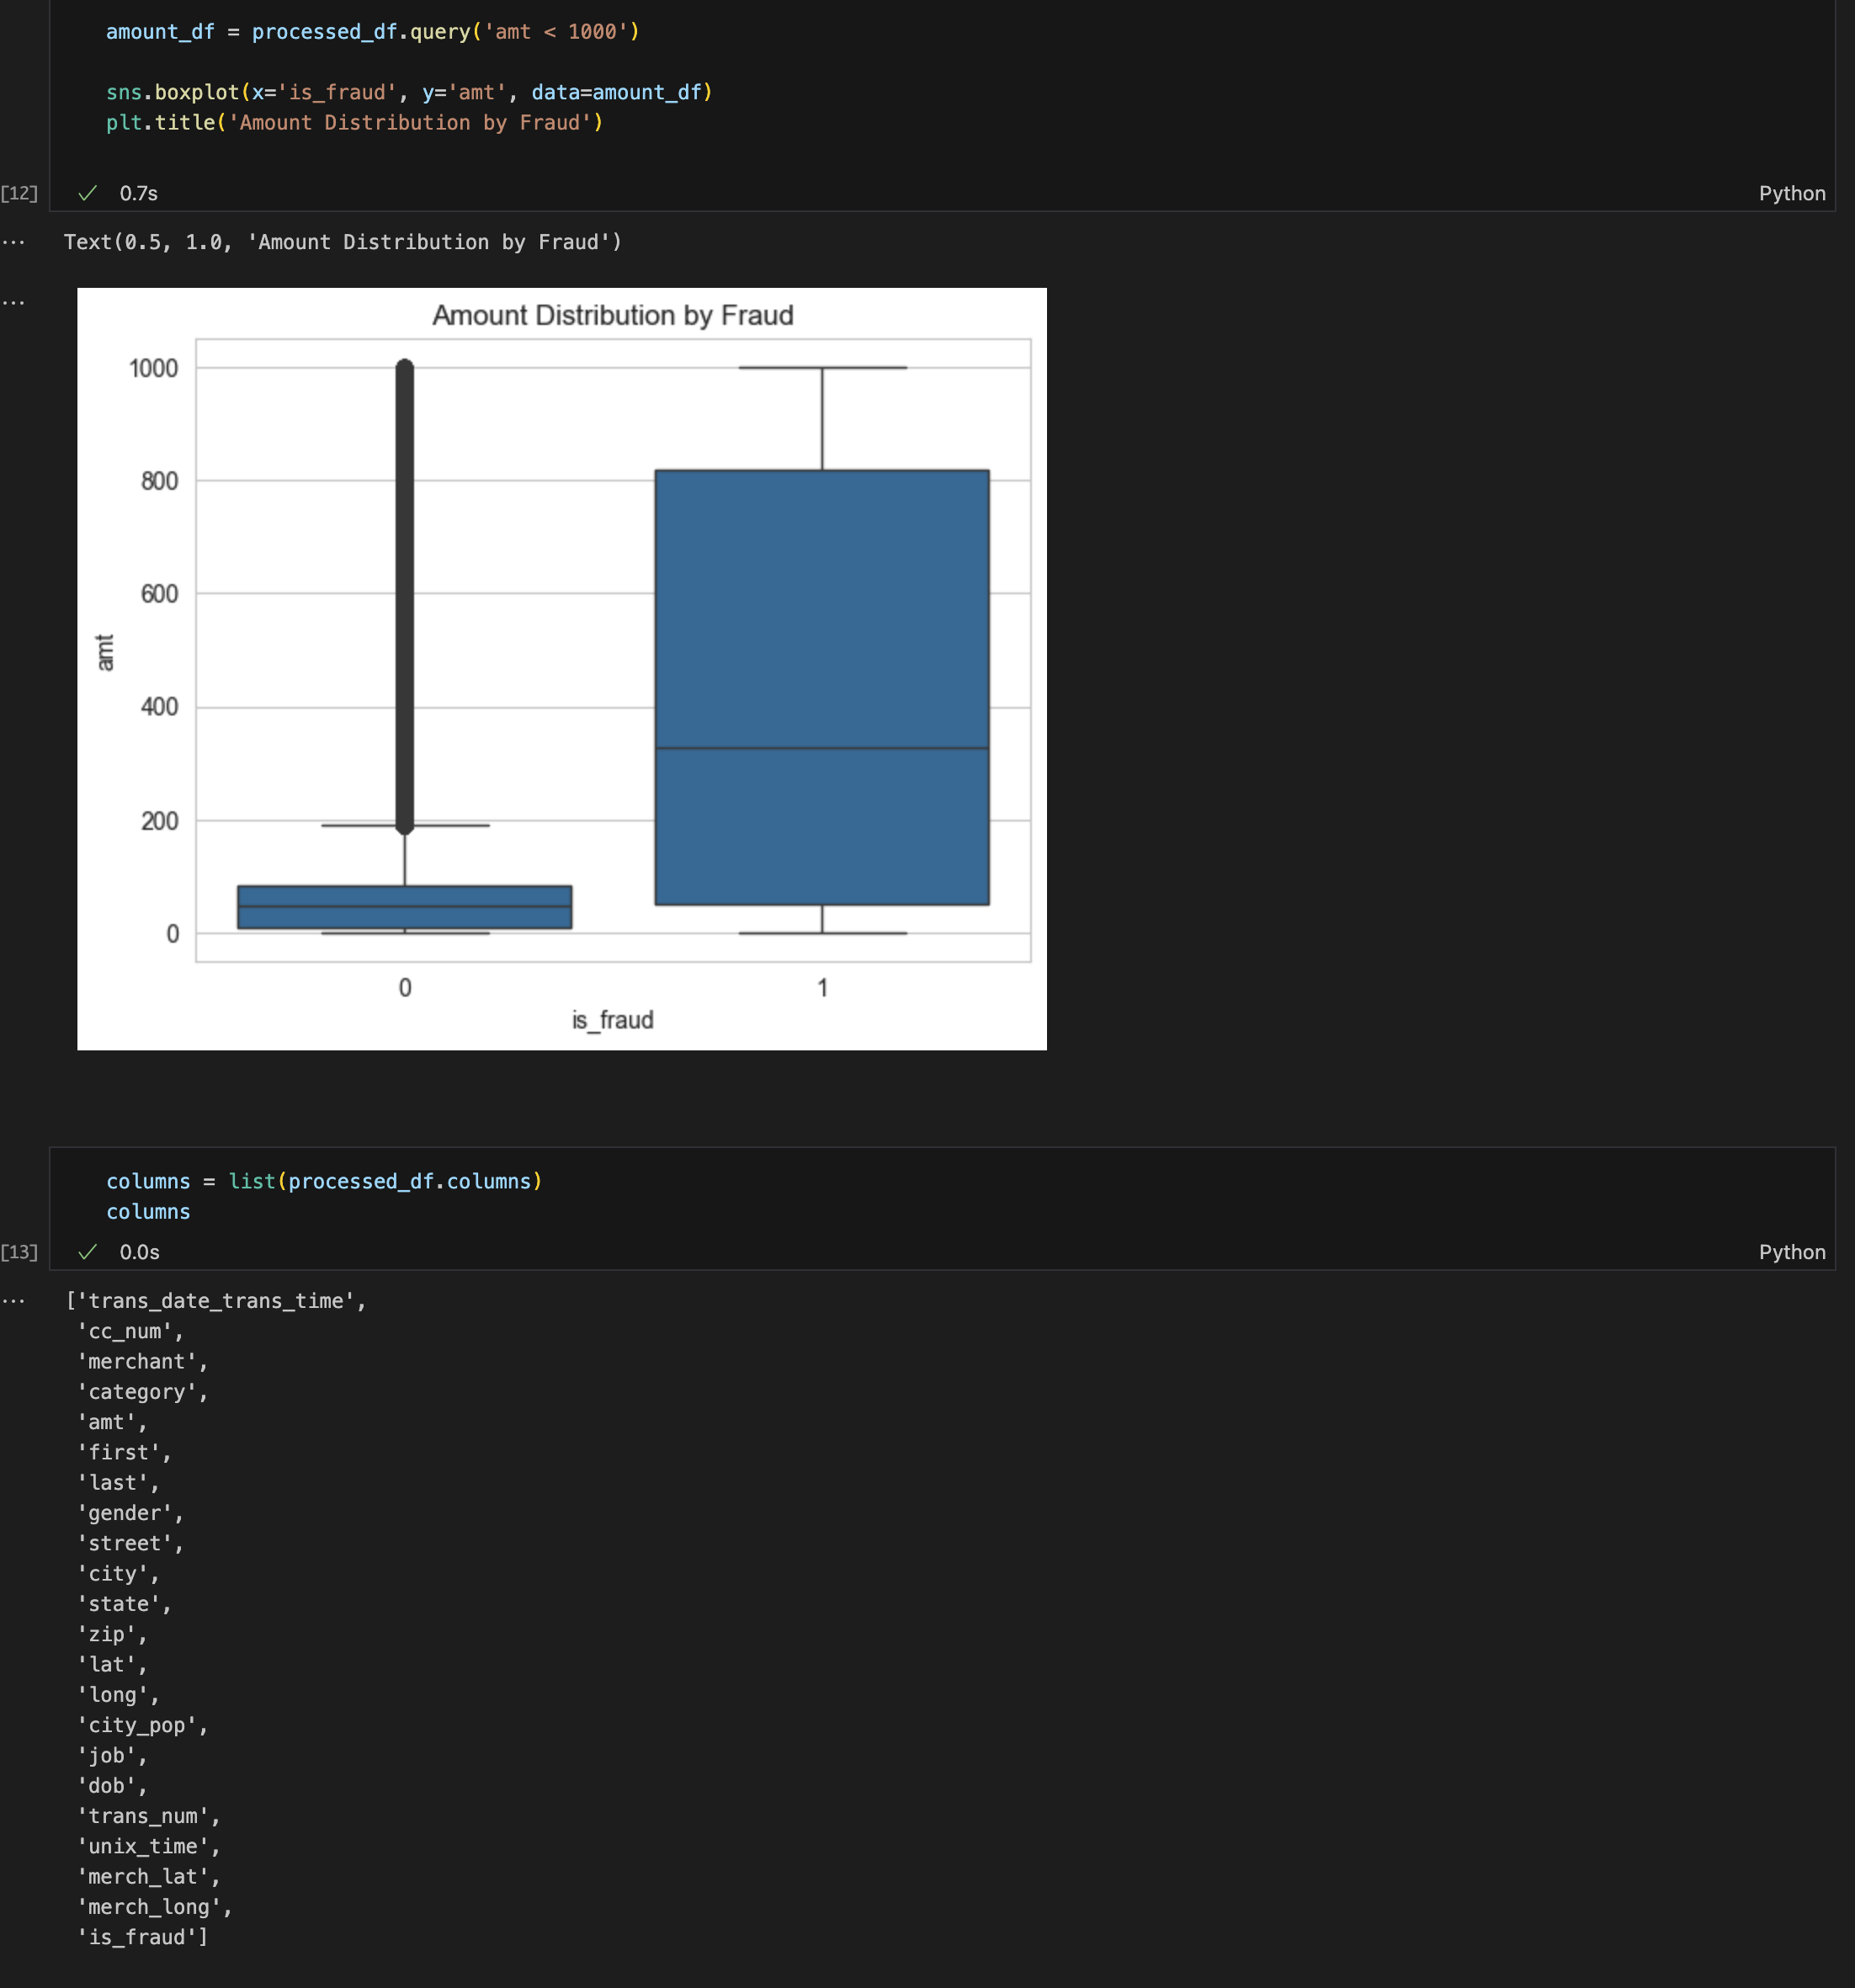 amount_df = processed_df.query('amt < 1000')
sns.boxplot(x='is_fraud', y='amt', data=amount_df)
plt.title('Amount Distribution by Fraud')
[12]
0.7s
Python
...
Text(0.5, 1.0, 'Amount Distribution by Fraud')
...
Amount Distribution by Fraud
1000
800
600
400
200
0
amt
0
1
is_fraud
columns = list(processed_df.columns)
columns
[13]
0.0s
Python
...
['trans_date_trans_time',
'cc_num',
'merchant',
'category',
'amt',
'first',
'last',
'gender',
'street',
'city',
'state',
'zip',
'lat',
'long',
'city_pop',
'job',
'dob',
'trans_num',
'unix_time',
'merch_lat',
'merch_long',
'is_fraud']